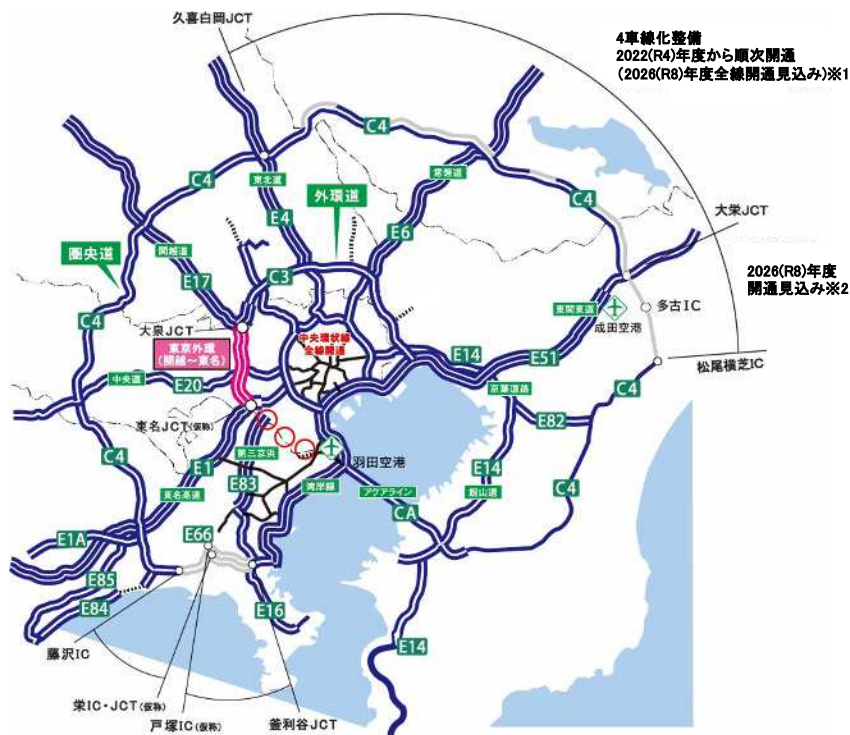 久喜白岡JCT
4車線化整備
2022(R4)年度から順次開通
(2026(R8)年度全線開通見込み)※1
C4
C4
東北道
常磐道
外環道
C4
E4
E6
大栄JCT
圏央道
関越道
E17
C3
2026(R8)年度
開通見込み※2
C4
大泉JCT
東関東道
成田空港
多古IC
東京外環
(関越～東名)
中央環状線
全線開通
E14
E51
松尾横芝IC
中央道
E20
京葉道路
C4
東名JCT(仮称)
E82
C4
E1
第三京浜
羽田空港
E14
東名高速
E83
湾岸線
アクアライン
館山道
C4
CA
E1A
E66
E85
E84
E16
藤沢IC
E14
栄IC・JCT(仮称)
戸塚IC(仮称)
釜利谷JCT